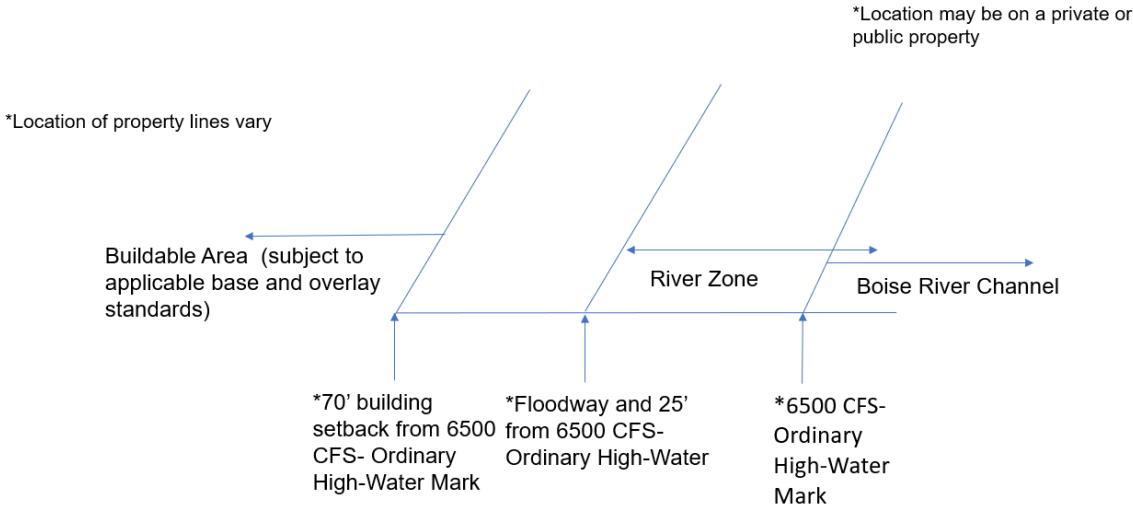 *Location may be on a private or
public property
*Location of property lines vary
Buildable Area  (subject to
applicable base and overlay
standards)
River Zone
Boise River Channel
*70’ building
setback from 6500
CFS- Ordinary
High-Water Mark
*Floodway and 25’
from 6500 CFS-
Ordinary High-Water
*6500 CFS-
Ordinary
High-Water
Mark